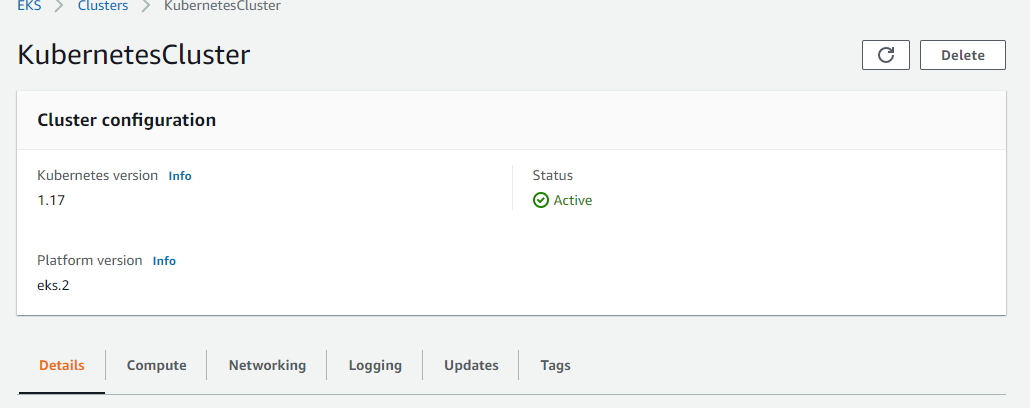 EKS Clusters KubernetesCluster
KubernetesCluster
Delete
Cluster configuration
Kubernetes version Info
1.17
Status
Active
Platform version Info
eks.2
Details Compute Networking Logging Updates Tags